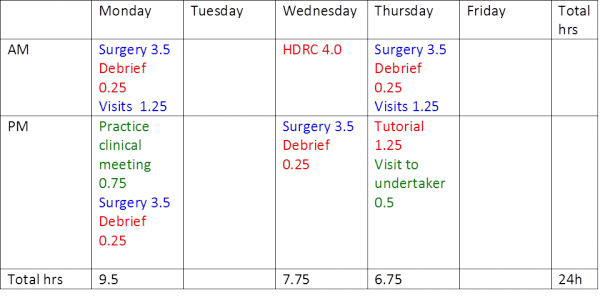 Monday Tuesday Wednesday Thursday Friday Total
hrs
AM Surgery 3.5 HDRC 4.0 Surgery 3.5
Debrief Debrief
0.25 0.25
Visits 1.25 Visits 1.25
PM Practice Surgery 3.5 Tutorial
clinical Debrief 1.25
meeting 0.25 Visit to
0.75 undertaker
Surgery 3.5 0.5
Debrief
0.25
Total hrs 9.5 7.75 6.75 24h